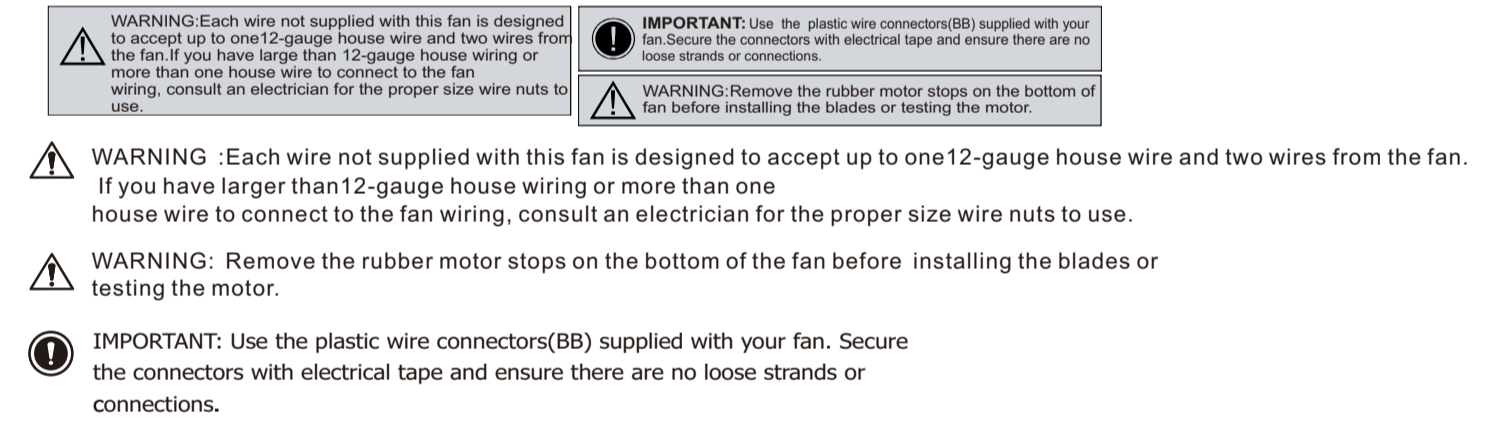 WARNING:Each wire not supplied with this fan is designed
to accept up to one12-gauge house wire and two wires from
the fan.If you have large than 12-gauge house wiring or
more than one house wire to connect to the fan
wiring, consult an electrician for the proper size wire nuts to
use.
IMPORTANT: Use the plastic wire connectors(BB) supplied with your
fan.Secure the connectors with electrical tape and ensure there are no
loose strands or connections.
WARNING:Remove the rubber motor stops on the bottom of
fan before installing the blades or testing the motor.
WARNING :Each wire not supplied with this fan is designed to accept up to one12-gauge house wire and two wires from the fan.
If you have larger than12-gauge house wiring or more than one
house wire to connect to the fan wiring, consult an electrician for the proper size wire nuts to use.
WARNING: Remove the rubber motor stops on the bottom of the fan before installing the blades or
testing the motor.
IMPORTANT: Use the plastic wire connectors(BB) supplied with your fan. Secure
the connectors with electrical tape and ensure there are no loose strands or
connections.